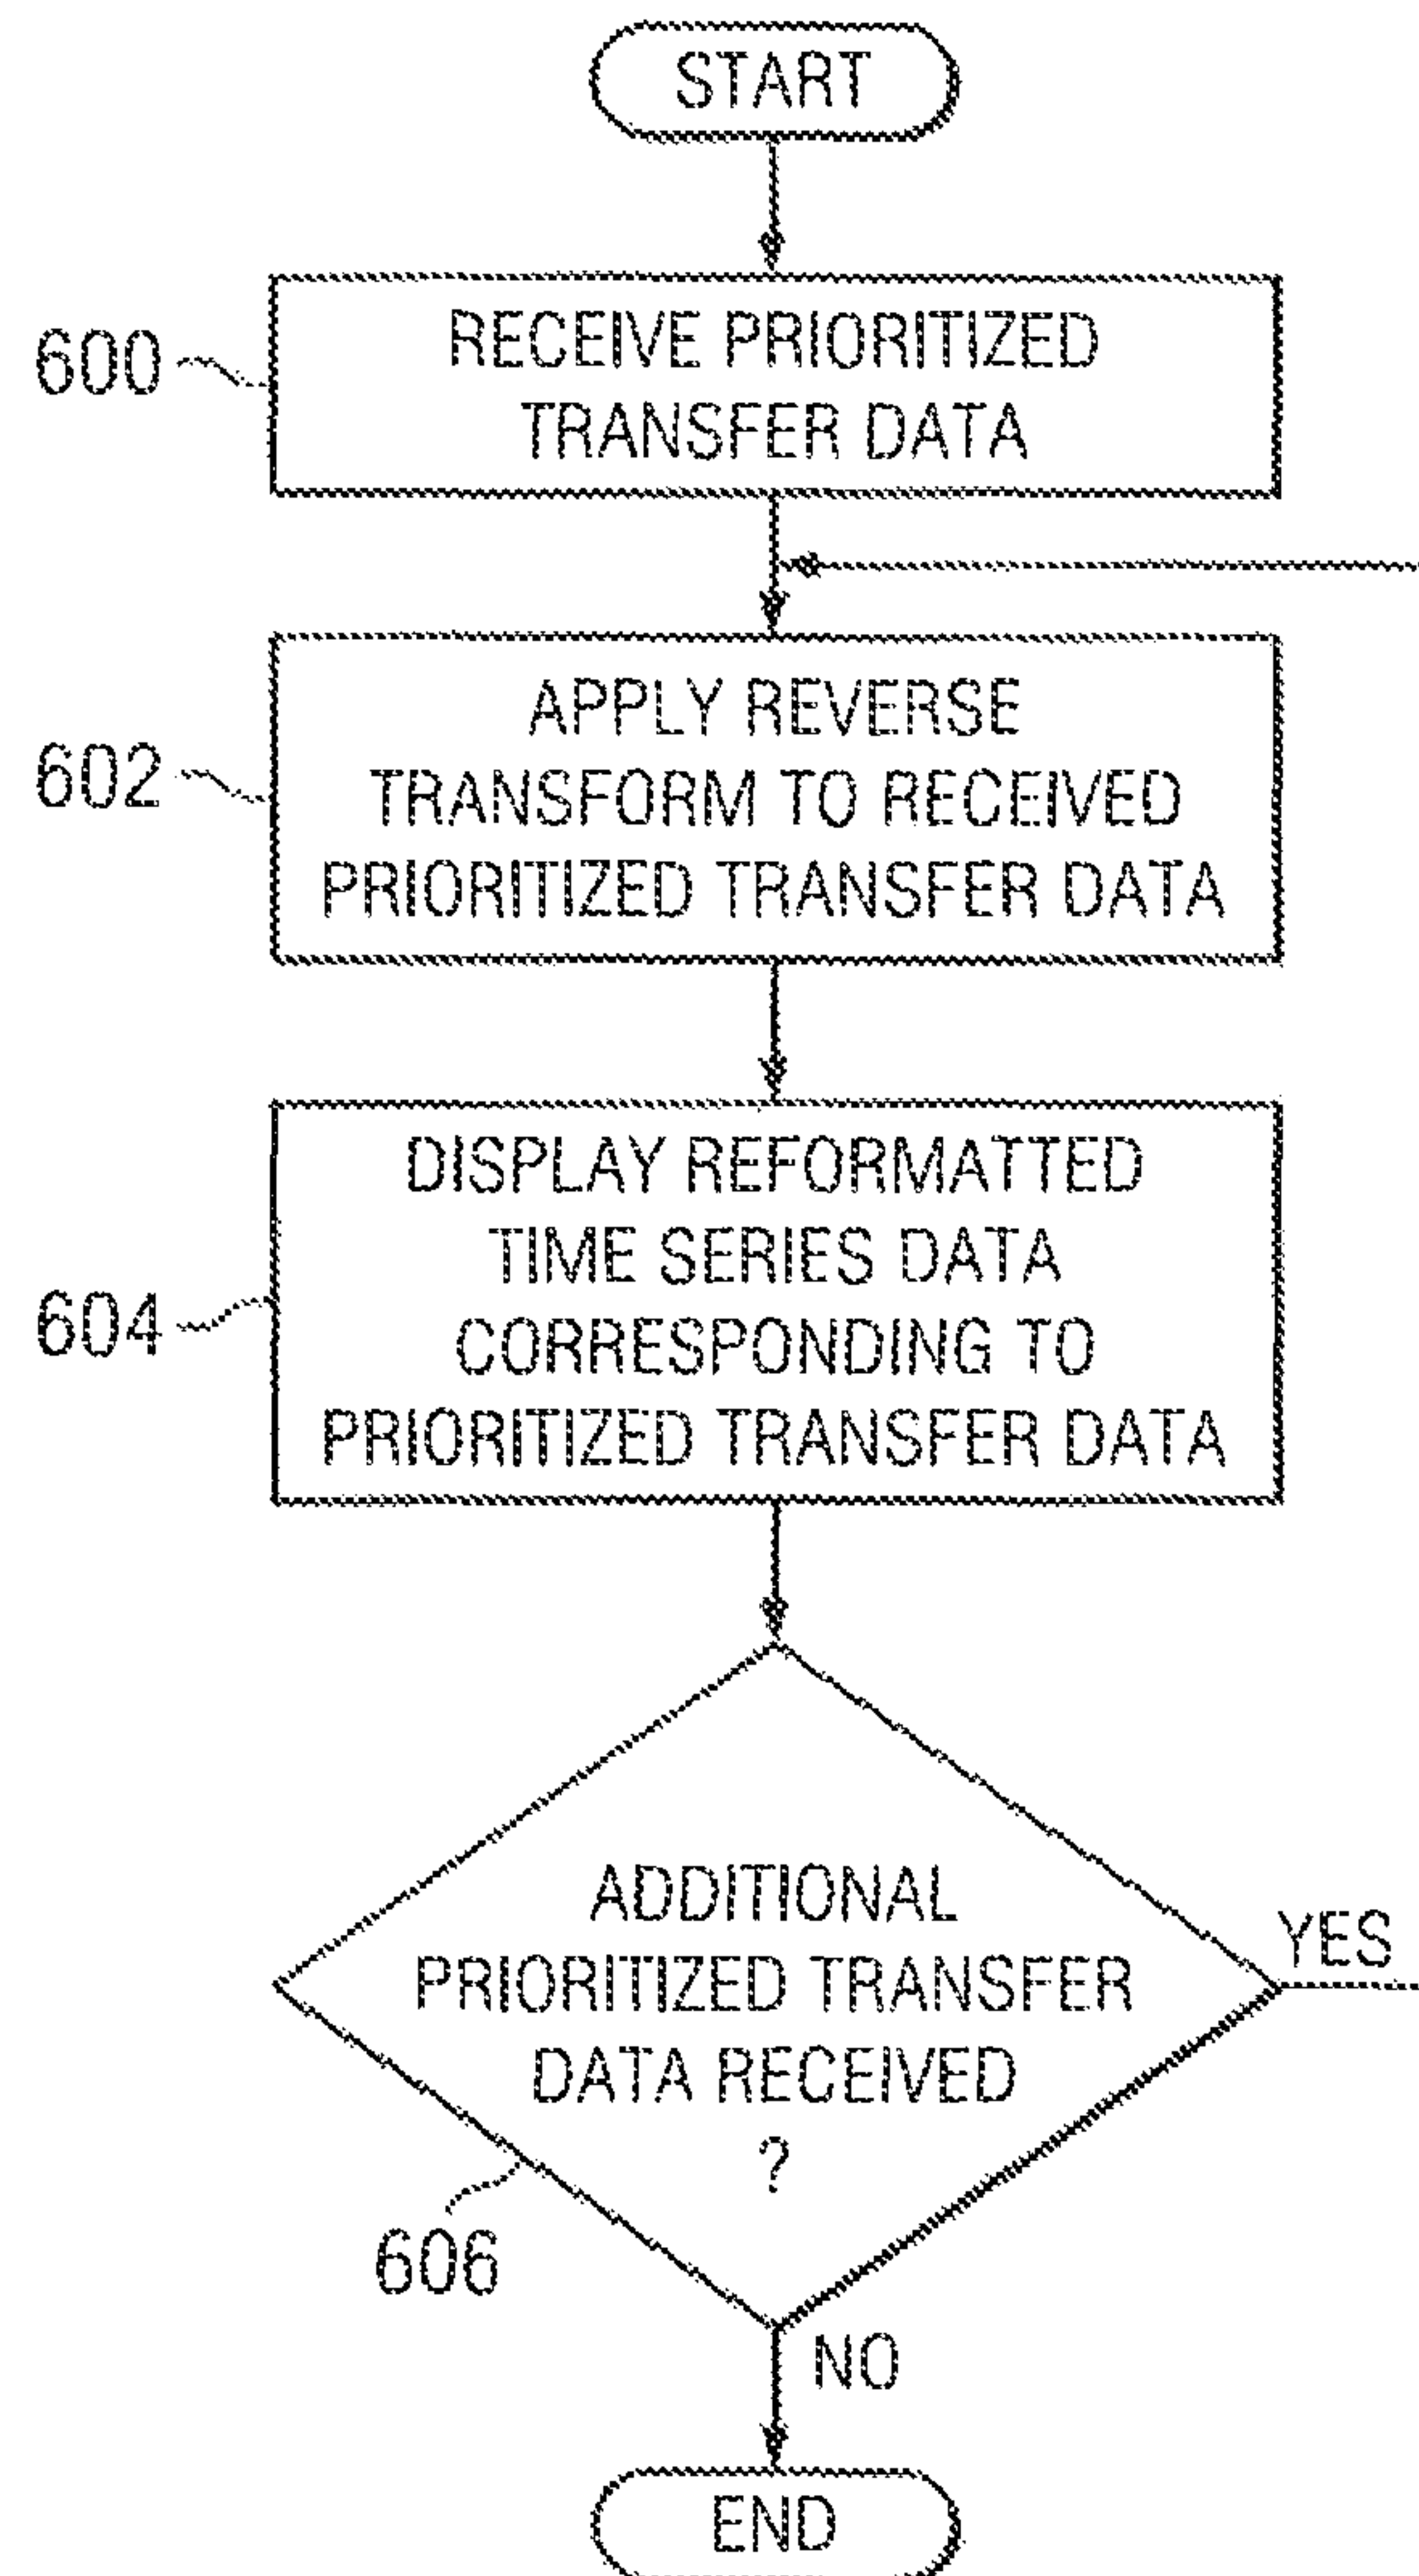 START
600
RECEIVE PRIORITIZED
TRANSFER DATA
602
APPLY REVERSE
TRANSFORM TO RECEIVED
PRIORITIZED TRANSFER DATA
604
DISPLAY REFORMATTED
TIME SERIES DATA
CORRESPONDING TO
PRIORITIZED TRANSFER DATA
ADDITIONAL
PRIORITIZED TRANSFER
DATA RECEIVED
?
YES
606
NO
END